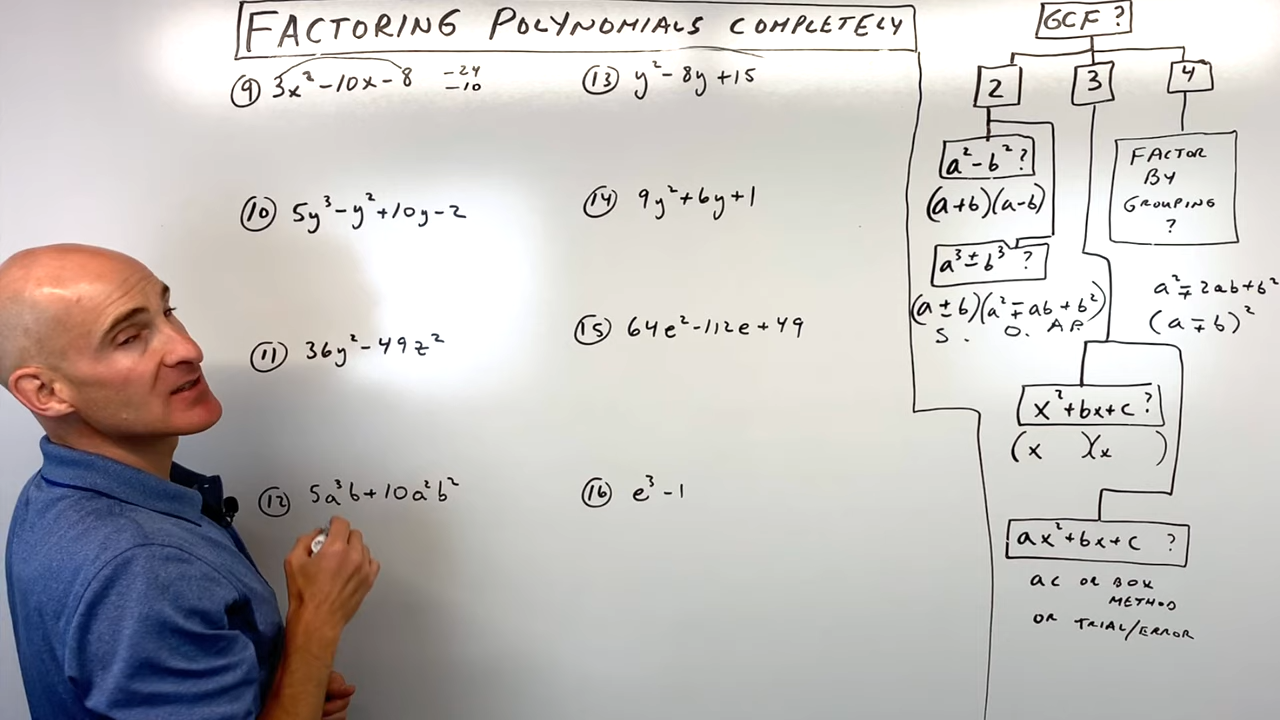 FACTORING POLYNOMIALS COMPLETELY
⑨ 3x² - 10x - 8
-24
-10
⑩ 5y³ - y² + 10y - 2
⑪ 36y² - 49z²
⑫ 5a³b + 10a²b²
⑬ y² - 8y + 15
⑭ 9y² + 6y + 1
⑮ 64e² - 112e + 49
⑯ e³ - 1
GCF ?
2
3
4
a² - b² ?
(a+b)(a-b)
a³ ± b³ ?
(a ± b)(a² ∓ ab + b²)
S. O. AP
FACTOR
BY
GROUPING
?
a² ∓ 2ab + b²
(a ∓ b)²
x² + bx + c ?
(x )(x )
ax² + bx + c ?
ac OR BOX
METHOD
OR TRIAL/ERROR